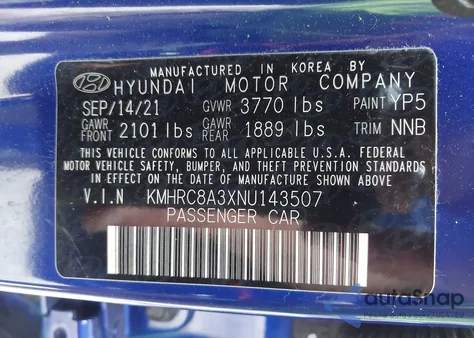 MANUFACTURED IN KOREA BY
HYUNDAI MOTOR COMPANY
SEP/14/21 GVWR 3770 lbs PAINT YP5
GAWR FRONT 2101 lbs GAWR REAR 1889 lbs TRIM NNB
THIS VEHICLE CONFORMS TO ALL APPLICABLE U.S.A. FEDERAL
MOTOR VEHICLE SAFETY, BUMPER, AND THEFT PREVENTION STANDARDS
IN EFFECT ON THE DATE OF MANUFACTURE SHOWN ABOVE
V.I.N KMHRC8A3XNU143507
PASSENGER CAR
autoSnap